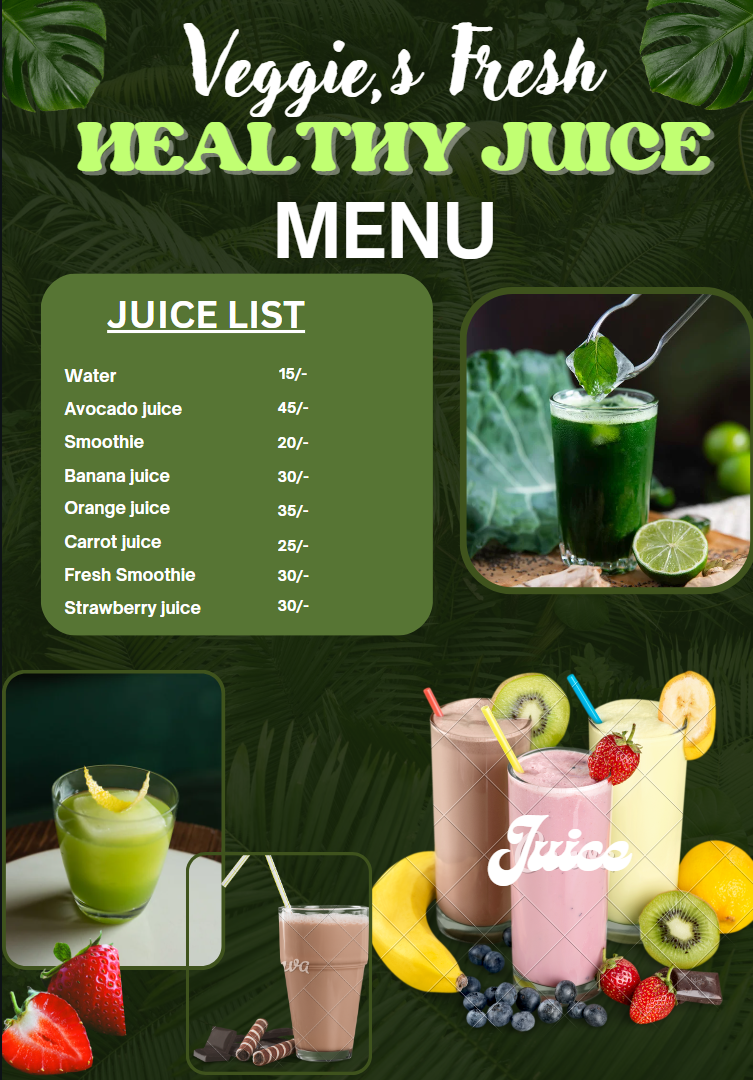 Veggie,s Fresh
HEALTHY JUICE
MENU
JUICE LIST
Water 15/-
Avocado juice 45/-
Smoothie 20/-
Banana juice 30/-
Orange juice 35/-
Carrot juice 25/-
Fresh Smoothie 30/-
Strawberry juice 30/-
Juice